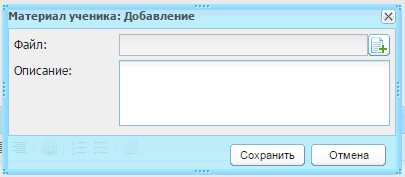 Материал ученика: Добавление
Файл:
Описание:
Сохранить Отмена